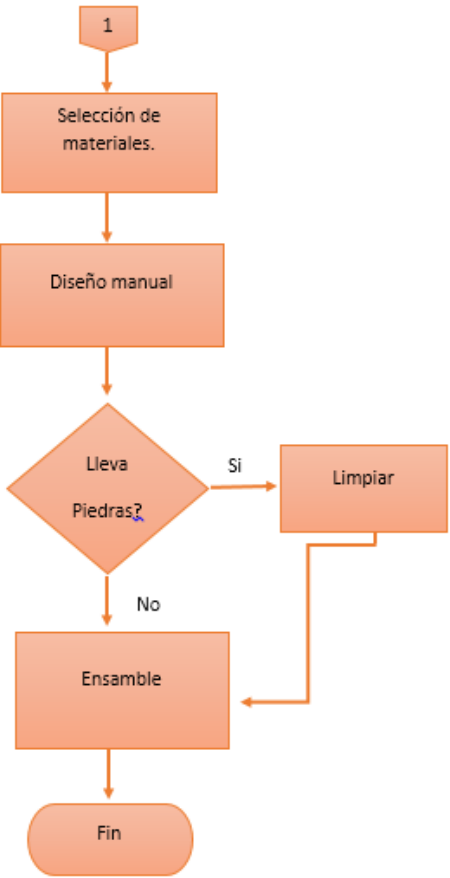 1
Selección de
materiales.
Diseño manual
Lleva
Piedras?
Si
Limpiar
No
Ensamble
Fin